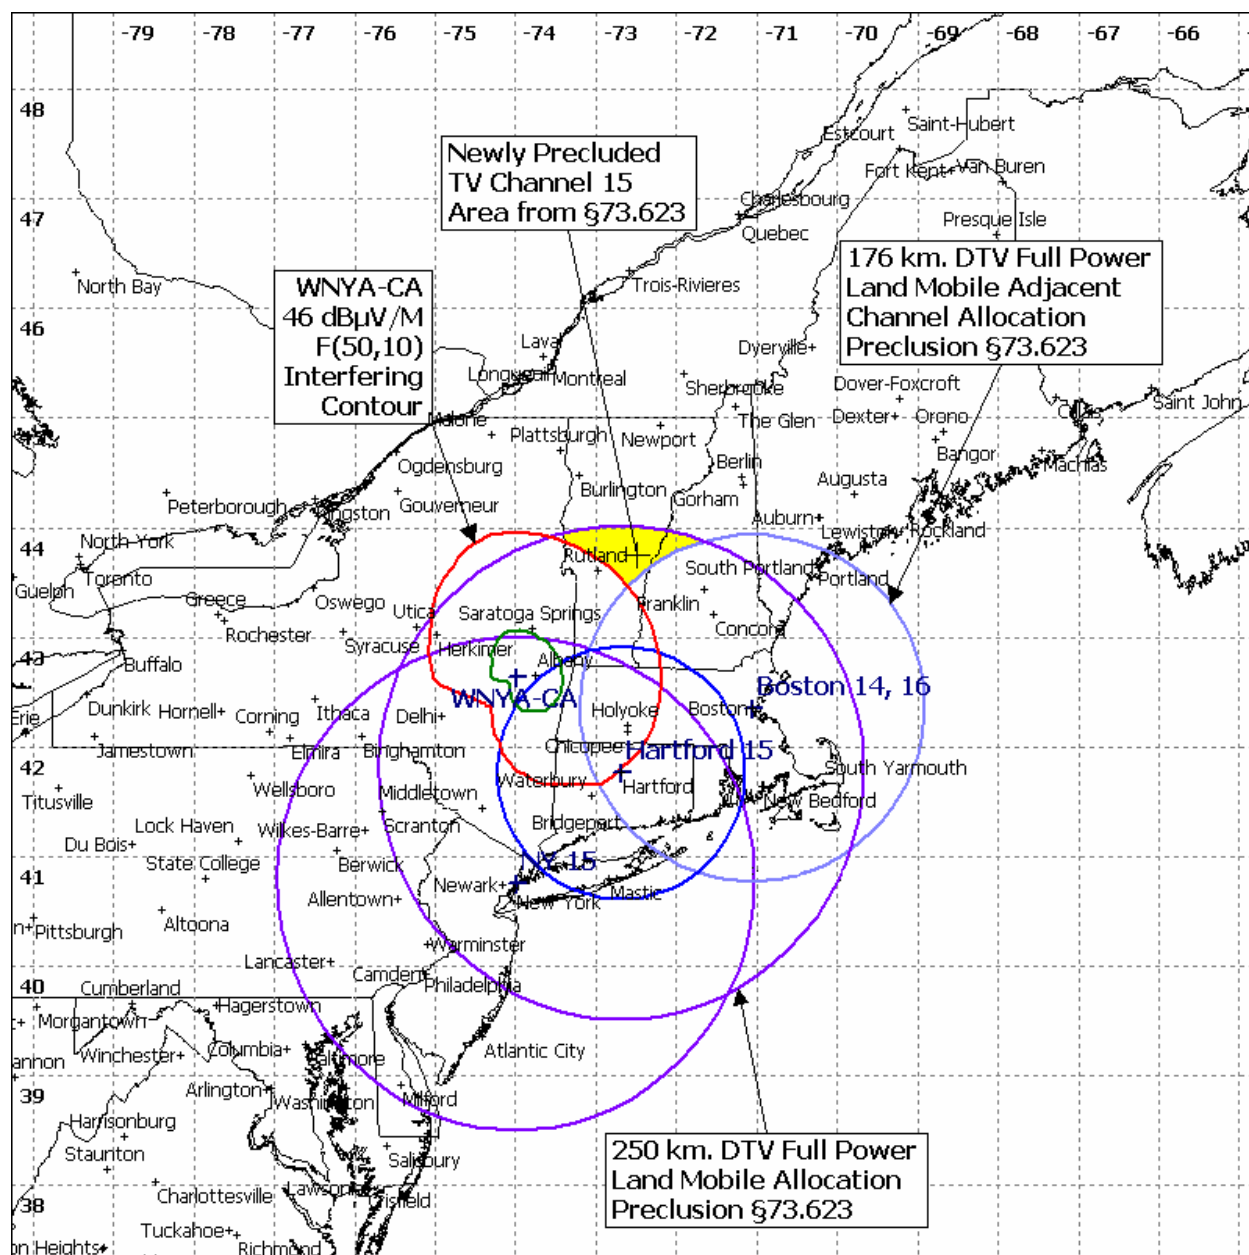 -79 -78 -77 -76 -75 -74 -73 -72 -71 -70 -68 -67 -66
48
Saint-Hubert
Estcourt
Newly Precluded
TV Channel 15
Area from §73.623
Fort Kent
Van Buren
47
Charlesbourg
Quebec
Presque Isle
176 km. DTV Full Power
Land Mobile Adjacent
Channel Allocation
Preclusion §73.623
North Bay
WNYA-CA
46 dBµV/M
F(50,10)
Interfering
Contour
Trois-Rivieres
46
Laval
Dyerville
Longueuil
Montreal
Sherbrooke
Dover-Foxcroft
Saint John
Malone
The Glen
Dexter
Orono
Calais
Plattsburgh
Newport
Bangor
Machias
Ogdensburg
Berlin
Augusta
Peterborough
Gouverneur
Burlington
Gorham
Kingston
Auburn
Lewiston
Rockland
44
North York
Rutland
South Portland
Portland
Toronto
Guelph
Greece
Oswego
Utica
Saratoga Springs
Franklin
Rochester
Syracuse
Herkimer
Concord
43
Buffalo
Albany
WNYA-CA
Boston 14, 16
Erie
Dunkirk
Hornell
Corning
Ithaca
Delhi
Holyoke
Boston
Jamestown
Elmira
Binghamton
Chicupee
Hartford 15
42
Wellsboro
Middletown
Waterbury
Hartford
South Yarmouth
New Bedford
Titusville
Lock Haven
Wilkes-Barre
Scranton
Bridgeport
Du Bois
State College
Berwick
NY 15
41
Allentown
Newark
New York
Mastic
Pittsburgh
Altoona
Warminster
Lancaster
Camden
Philadelphia
40
Cumberland
Hagerstown
Morgantown
Winchester
Columbia
Baltimore
Atlantic City
39
Arlington
Washington
Milford
Harrisonburg
Staunton
Salisbury
250 km. DTV Full Power
Land Mobile Allocation
Preclusion §73.623
38
Charlottesville
Lawson
Crisfield
Tuckahoe
Richmond
on Heights